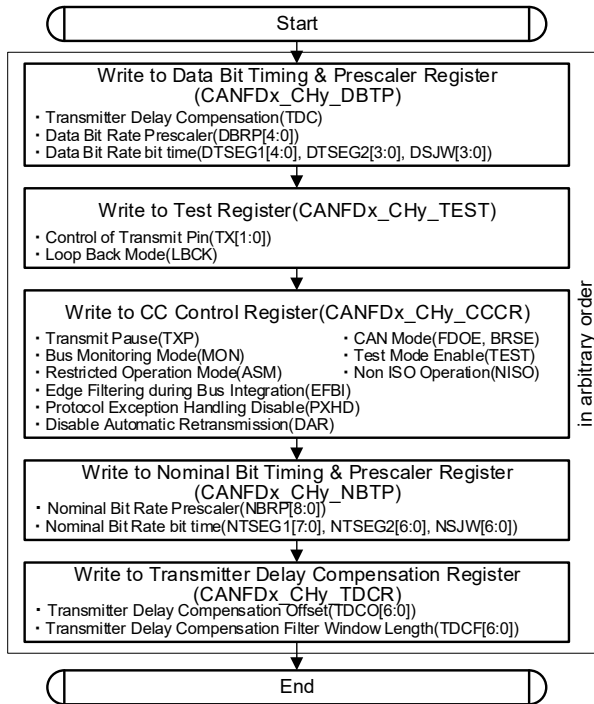 Start
Write to Data Bit Timing & Prescaler Register
(CANFDx_CHy_DBTP)
・Transmitter Delay Compensation(TDC)
・Data Bit Rate Prescaler(DBRP[4:0])
・Data Bit Rate bit time(DTSEG1[4:0], DTSEG2[3:0], DSJW[3:0])
Write to Test Register(CANFDx_CHy_TEST)
・Control of Transmit Pin(TX[1:0])
・Loop Back Mode(LBCK)
Write to CC Control Register(CANFDx_CHy_CCCR)
・Transmit Pause(TXP)
・Bus Monitoring Mode(MON)
・Restricted Operation Mode(ASM)
・Edge Filtering during Bus Integration(EFBI)
・Protocol Exception Handling Disable(PXHD)
・Disable Automatic Retransmission(DAR)
・CAN Mode(FDOE, BRSE)
・Test Mode Enable(TEST)
・Non ISO Operation(NISO)
Write to Nominal Bit Timing & Prescaler Register
(CANFDx_CHy_NBTP)
・Nominal Bit Rate Prescaler(NBRP[8:0])
・Nominal Bit Rate bit time(NTSEG1[7:0], NTSEG2[6:0], NSJW[6:0])
Write to Transmitter Delay Compensation Register
(CANFDx_CHy_TDCR)
・Transmitter Delay Compensation Offset(TDCO[6:0])
・Transmitter Delay Compensation Filter Window Length(TDCF[6:0])
in arbitrary order
End